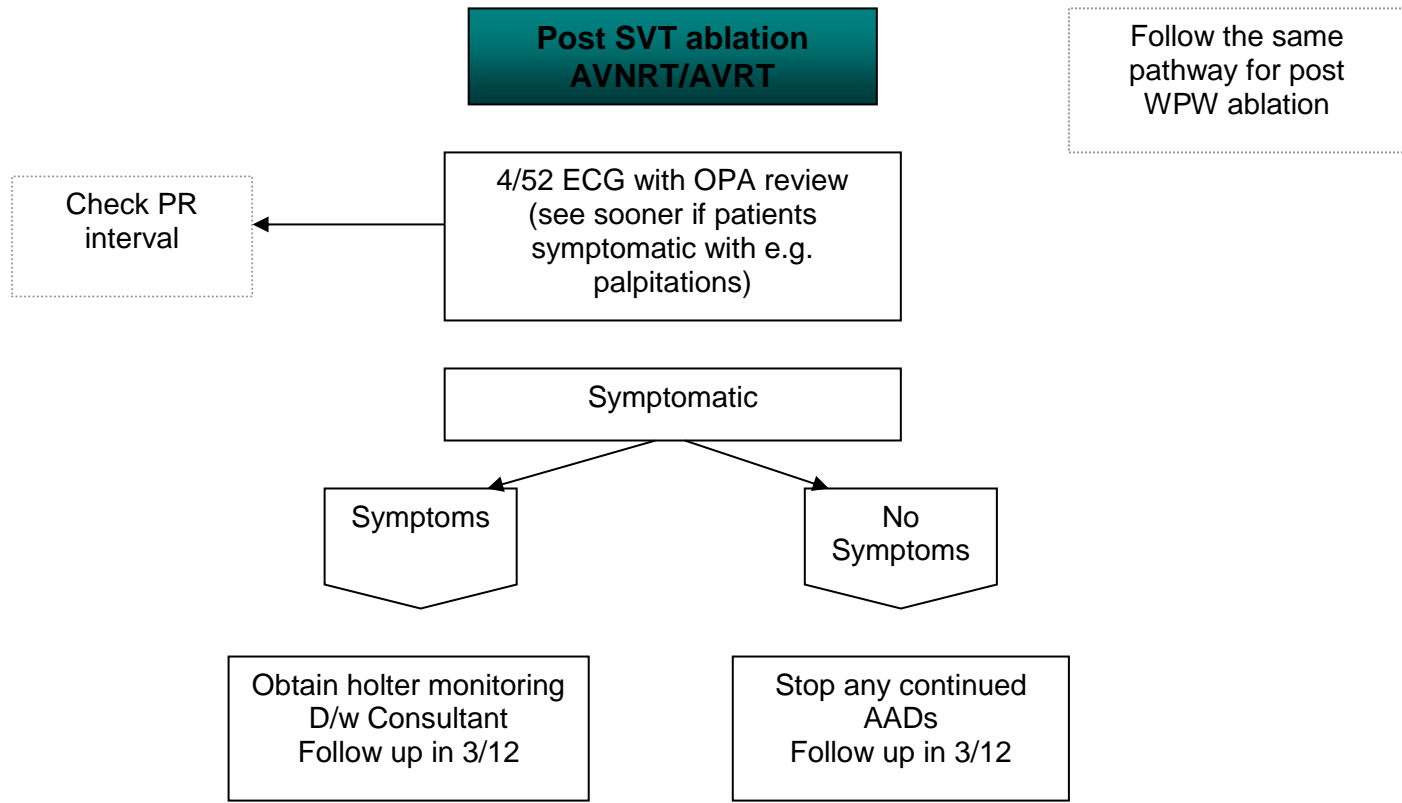 Post SVT ablation
AVNRT/AVRT
Follow the same
pathway for post
WPW ablation
4/52 ECG with OPA review
(see sooner if patients
symptomatic with e.g.
palpitations)
Check PR
interval
Symptomatic
Symptoms
No
Symptoms
Obtain holter monitoring
D/w Consultant
Follow up in 3/12
Stop any continued
AADs
Follow up in 3/12